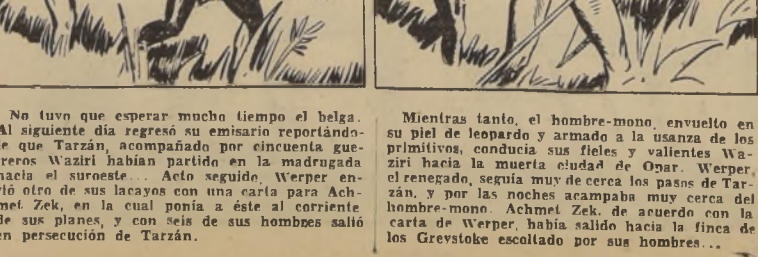 No tuvo que esperar mucho tiempo el belga.
Al siguiente día regresó su emisario reportándo-
le que Tarzán, acompañado por cincuenta gue-
rreros Waziri habían partido en la madrugada
hacia el suroeste... Acto seguido, Werper en-
vió otro de sus lacayos con una carta para Ach-
met Zek, en la cual ponía a éste al corriente
de sus planes, y con seis de sus hombres salió
en persecución de Tarzán.
Mientras tanto, el hombre-mono, envuelto en
su piel de leopardo y armado a la usanza de los
primitivos, conducía sus fieles y valientes Wa-
ziri hacia la muerta ciudad de Opar. Werper,
el renegado, seguía muy de cerca los pasos de Tar-
zán, y por las noches acampaba muy cerca del
hombre-mono. Achmet Zek, de acuerdo con la
carta de Werper, había salido hacia la finca de
los Greystoke escoltado por sus hombres...